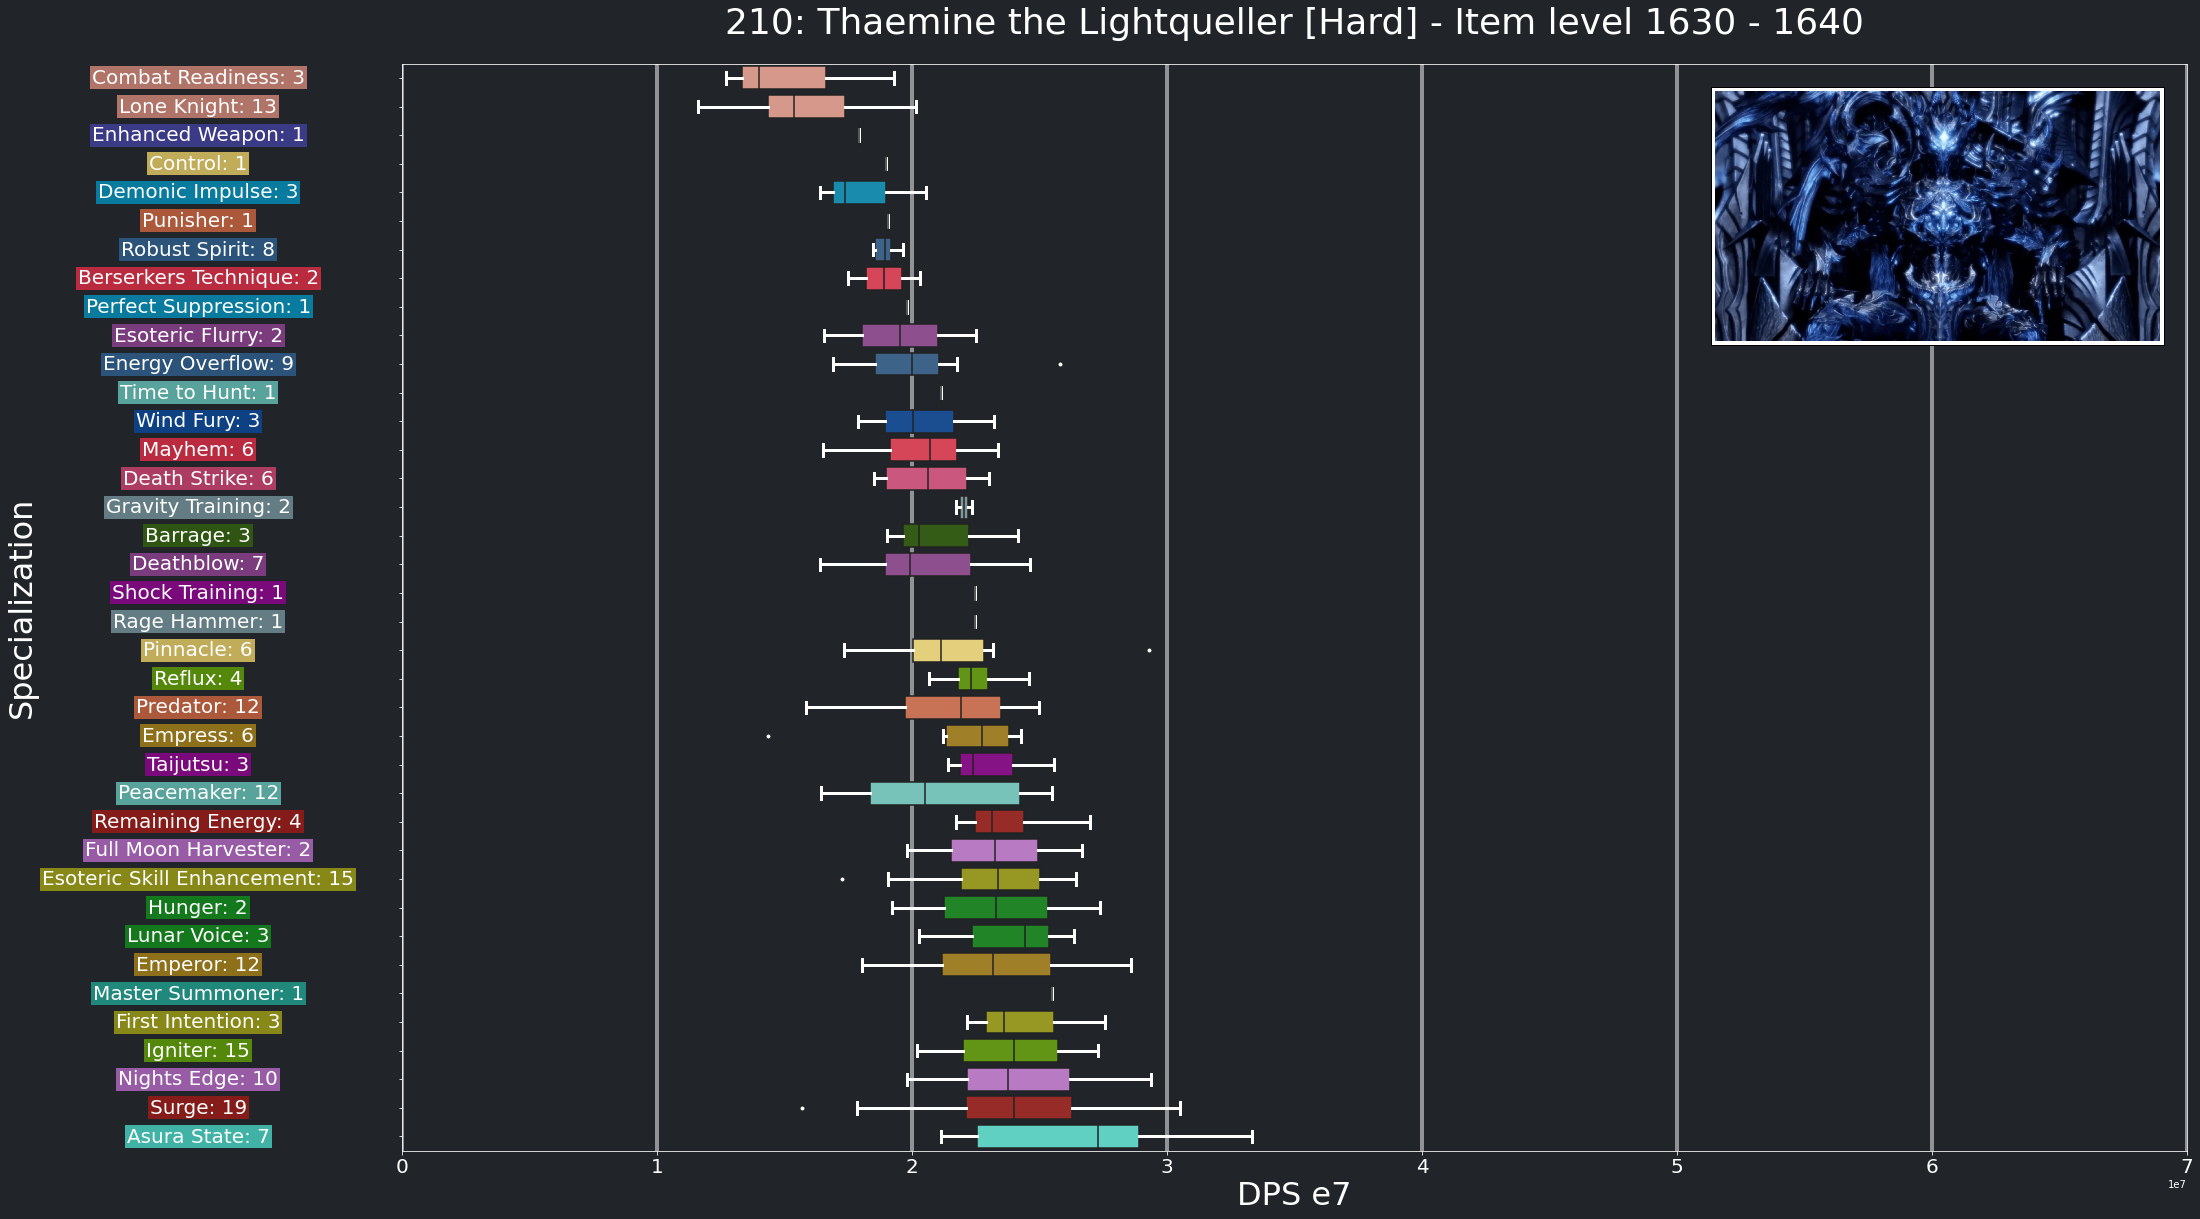 210: Thaemine the Lightqueller [Hard] - Item level 1630 - 1640
Specialization
Combat Readiness: 3
Lone Knight: 13
Enhanced Weapon: 1
Control: 1
Demonic Impulse: 3
Punisher: 1
Robust Spirit: 8
Berserkers Technique: 2
Perfect Suppression: 1
Esoteric Flurry: 2
Energy Overflow: 9
Time to Hunt: 1
Wind Fury: 3
Mayhem: 6
Death Strike: 6
Gravity Training: 2
Barrage: 3
Deathblow: 7
Shock Training: 1
Rage Hammer: 1
Pinnacle: 6
Reflux: 4
Predator: 12
Empress: 6
Taijutsu: 3
Peacemaker: 12
Remaining Energy: 4
Full Moon Harvester: 2
Esoteric Skill Enhancement: 15
Hunger: 2
Lunar Voice: 3
Emperor: 12
Master Summoner: 1
First Intention: 3
Igniter: 15
Nights Edge: 10
Surge: 19
Asura State: 7
0 1 2 3 4 5 6 7
DPS e7
1e7